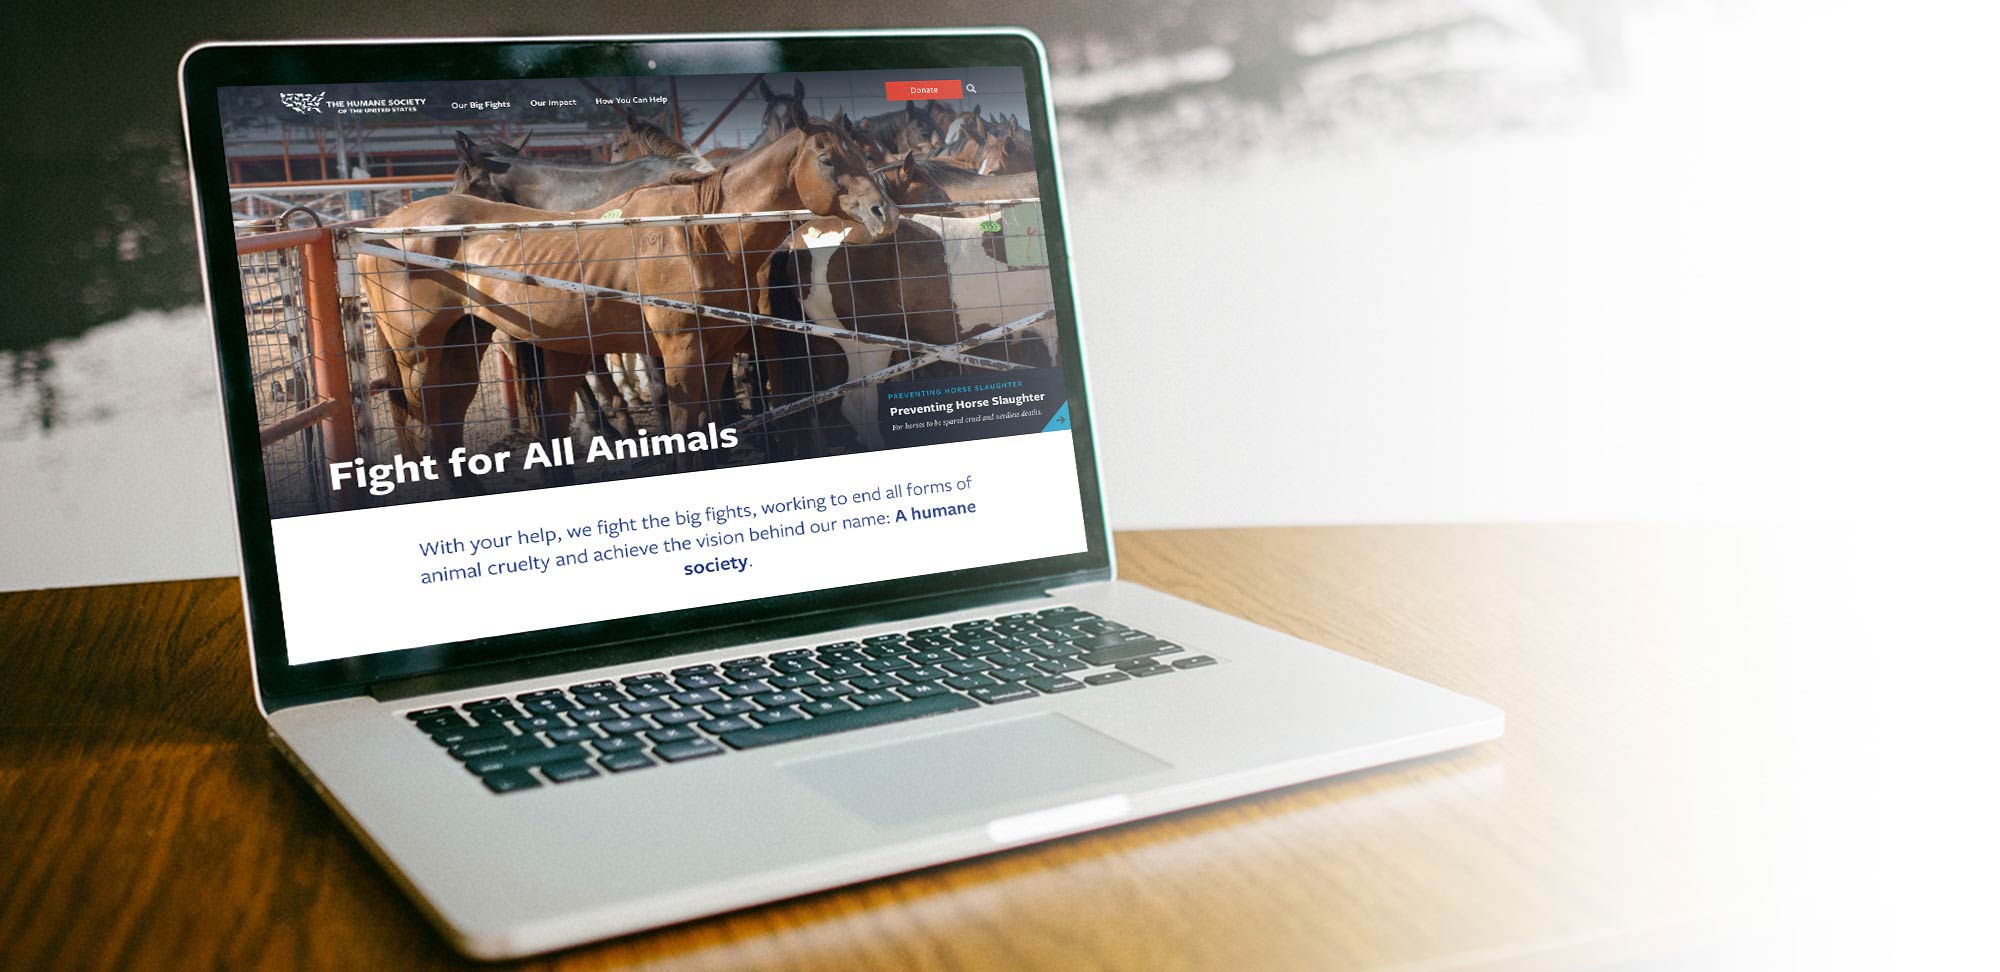 THE HUMANE SOCIETY
OF THE UNITED STATES
Our Big Fights
Our Impact
How You Can Help
Donate
PREVENTING HORSE SLAUGHTER
Preventing Horse Slaughter
For horses to be spared cruel and needless deaths.
Fight for All Animals
With your help, we fight the big fights, working to end all forms of
animal cruelty and achieve the vision behind our name: A humane
society.